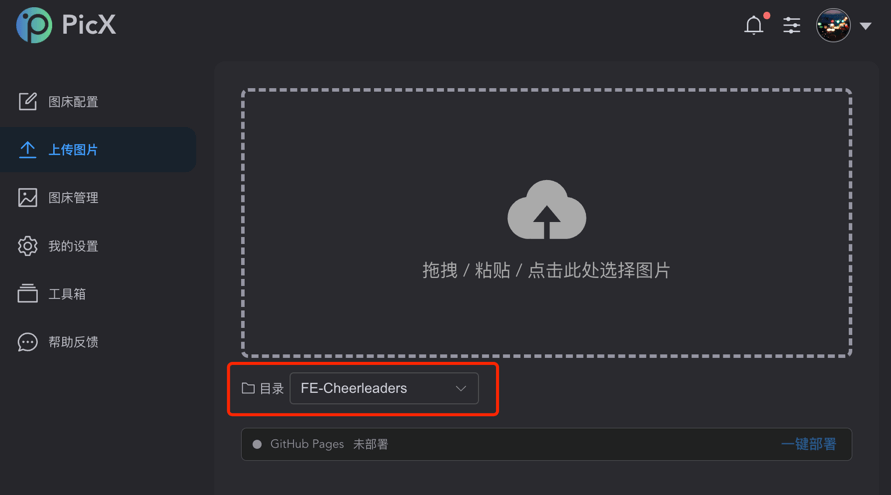 PicX
图床配置
上传图片
图床管理
我的设置
工具箱
帮助反馈
拖拽 / 粘贴 / 点击此处选择图片
目录 FE-Cheerleaders
GitHub Pages 未部署 一键部署